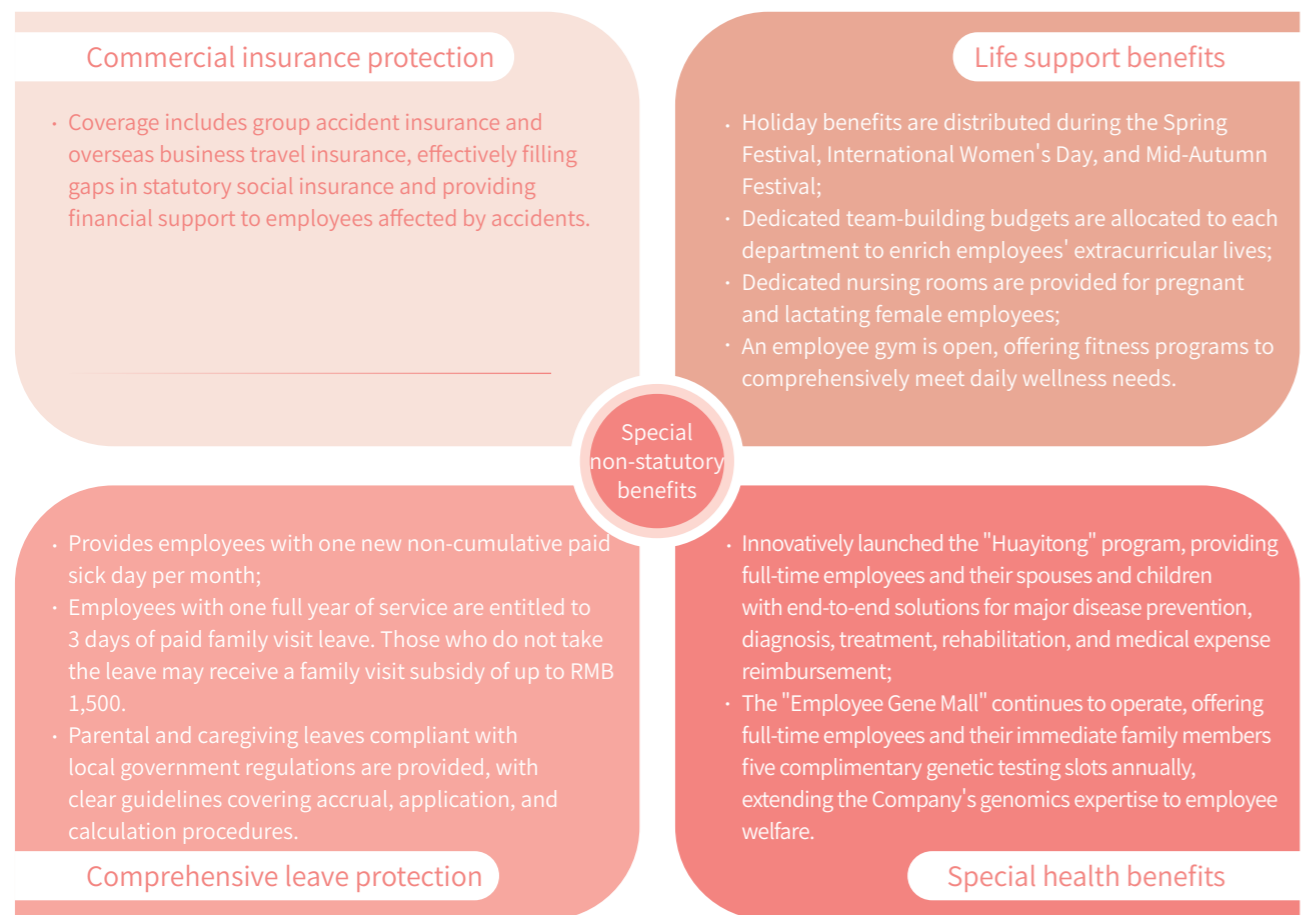 Commercial insurance protection
· Coverage includes group accident insurance and
overseas business travel insurance, effectively filling
gaps in statutory social insurance and providing
financial support to employees affected by accidents.
Life support benefits
· Holiday benefits are distributed during the Spring
Festival, International Women's Day, and Mid-Autumn
Festival;
· Dedicated team-building budgets are allocated to each
department to enrich employees' extracurricular lives;
· Dedicated nursing rooms are provided for pregnant
and lactating female employees;
· An employee gym is open, offering fitness programs to
comprehensively meet daily wellness needs.
Special
non-statutory
benefits
· Provides employees with one new non-cumulative paid
sick day per month;
· Employees with one full year of service are entitled to
3 days of paid family visit leave. Those who do not take
the leave may receive a family visit subsidy of up to RMB
1,500.
· Parental and caregiving leaves compliant with
local government regulations are provided, with
clear guidelines covering accrual, application, and
calculation procedures.
Comprehensive leave protection
· Innovatively launched the "Huayitong" program, providing
full-time employees and their spouses and children
with end-to-end solutions for major disease prevention,
diagnosis, treatment, rehabilitation, and medical expense
reimbursement;
· The "Employee Gene Mall" continues to operate, offering
full-time employees and their immediate family members
five complimentary genetic testing slots annually,
extending the Company's genomics expertise to employee
welfare.
Special health benefits